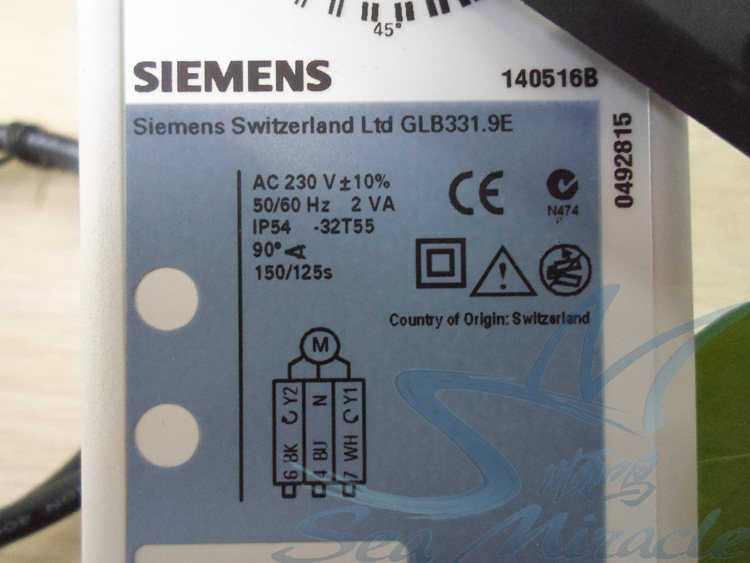 45°
SIEMENS
140516B
Siemens Switzerland Ltd GLB331.9E
0492815
AC 230 V ±10%
50/60 Hz 2 VA
IP54 -32T55
90°
150/125s
CE
N474
Country of Origin: Switzerland
M
Y2 N Y1
6 BK 4 BU 7 WH
顺鸿
Sea Miracle